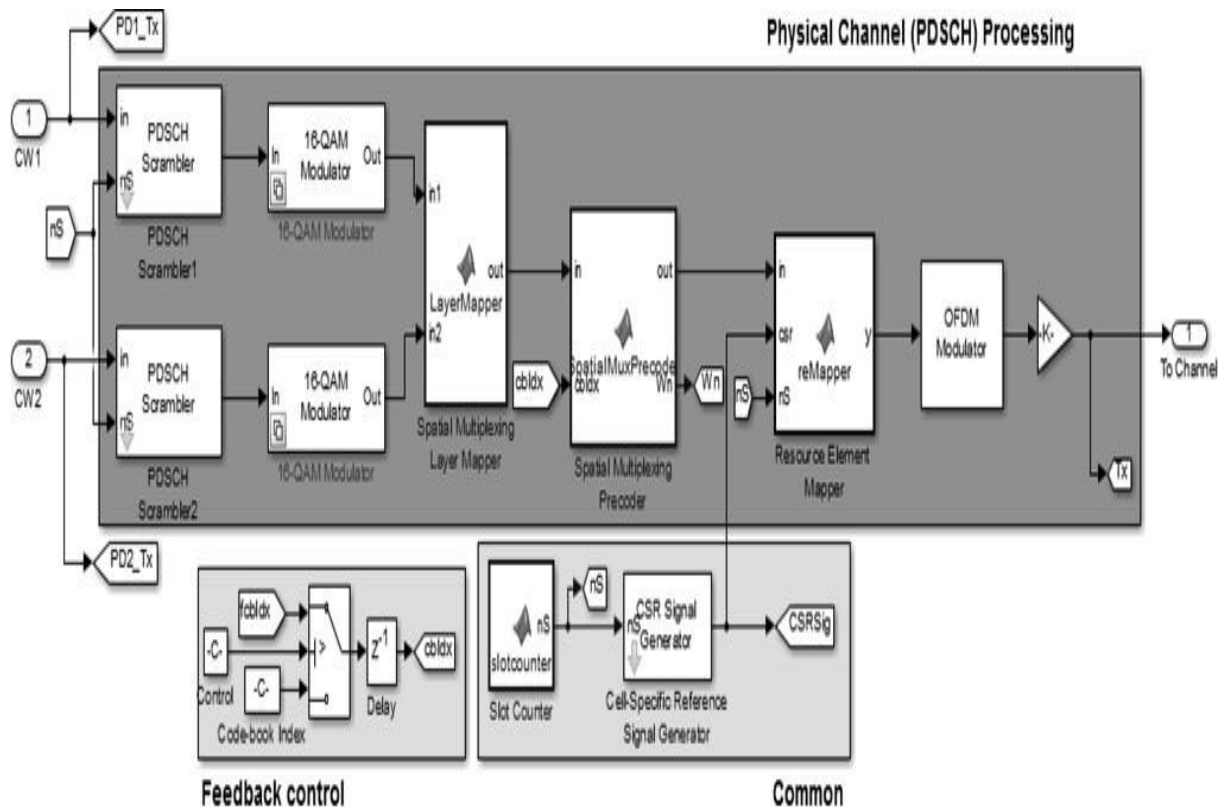 PD1_Tx
Physical Channel (PDSCH) Processing
1
CW1
in
PDSCH
Scrambler
nS
PDSCH
Scrambler1
In
16-QAM
Modulator
Out
16-QAM Modulator
nS
2
CW2
in
PDSCH
Scrambler
nS
PDSCH
Scrambler2
In
16-QAM
Modulator
Out
16-QAM Modulator
in1
in2
LayerMapper
out
Spatial Multiplexing
Layer Mapper
cbIdx
in
cbIdx
SpatialMuxPrecode
out
Wn
Spatial Multiplexing
Precoder
Wn
nS
in
csr
nS
reMapper
y
Resource Element
Mapper
OFDM
Modulator
-K-
1
To Channel
Tx
PD2_Tx
fcbIdx
-C-
Control
-C-
Code-book Index
>
Z-1
Delay
cbIdx
Feedback control
slotcounter
nS
Slot Counter
nS
nS
CSR Signal
Generator
Cell-Specific Reference
Signal Generator
CSRSig
Common